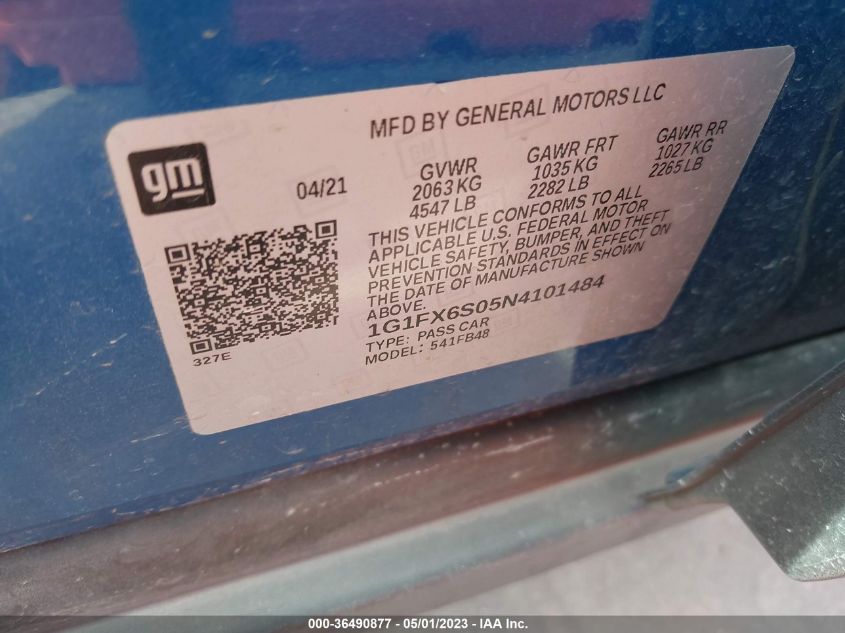 MFD BY GENERAL MOTORS LLC
gm
04/21
GVWR
2063 KG
4547 LB
GAWR FRT
1035 KG
2282 LB
GAWR RR
1027 KG
2265 LB
THIS VEHICLE CONFORMS TO ALL
APPLICABLE U.S. FEDERAL MOTOR
VEHICLE SAFETY, BUMPER, AND THEFT
PREVENTION STANDARDS IN EFFECT ON
THE DATE OF MANUFACTURE SHOWN
ABOVE.
1G1FX6S05N4101484
TYPE: PASS CAR
MODEL: 541FB48
327E
000-36490877 - 05/01/2023 - IAA Inc.